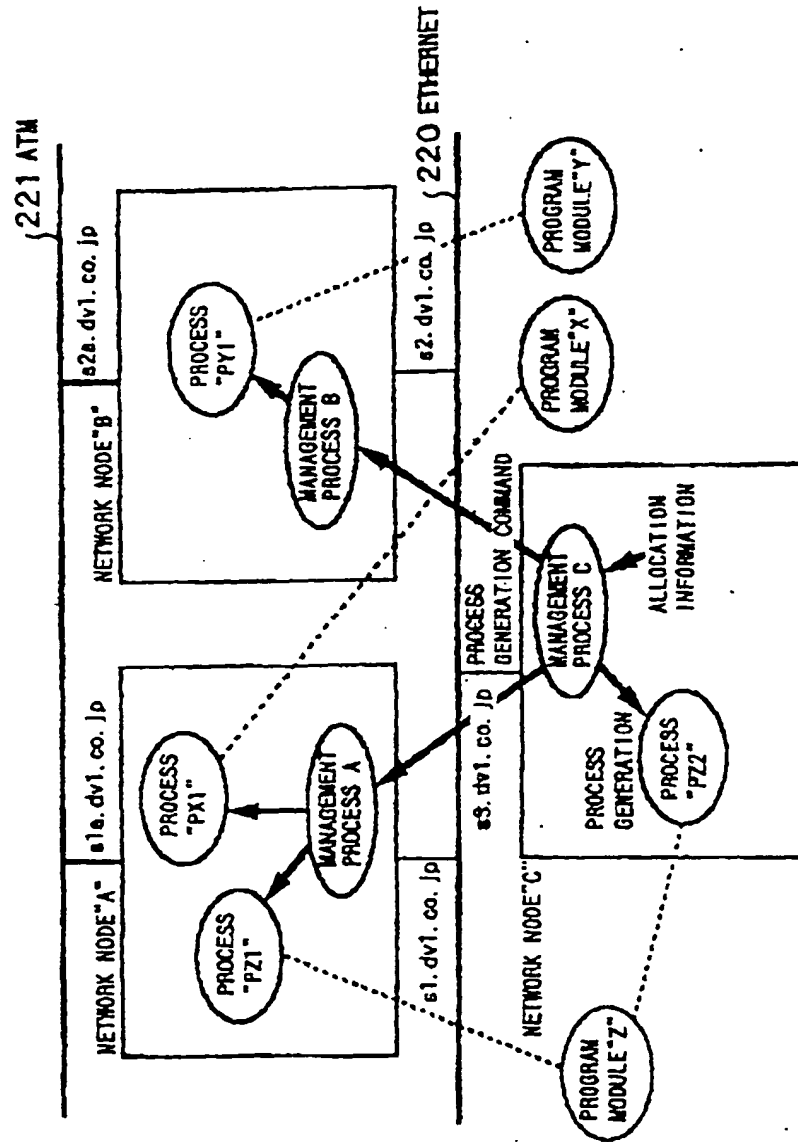 221 ATM
NETWORK NODE"A"
s1a.dv1.co.jp
NETWORK NODE"B"
s2a.dv1.co.jp
PROCESS
"PZ1"
PROCESS
"PX1"
MANAGEMENT
PROCESS A
MANAGEMENT
PROCESS B
PROCESS
"PY1"
s1.dv1.co.jp
s2.dv1.co.jp
220 ETHERNET
s3.dv1.co.jp
PROCESS
GENERATION COMMAND
NETWORK NODE"C"
MANAGEMENT
PROCESS C
PROCESS
GENERATION
PROCESS
"PZ2"
ALLOCATION
INFORMATION
PROGRAM
MODULE"Z"
PROGRAM
MODULE"X"
PROGRAM
MODULE"Y"